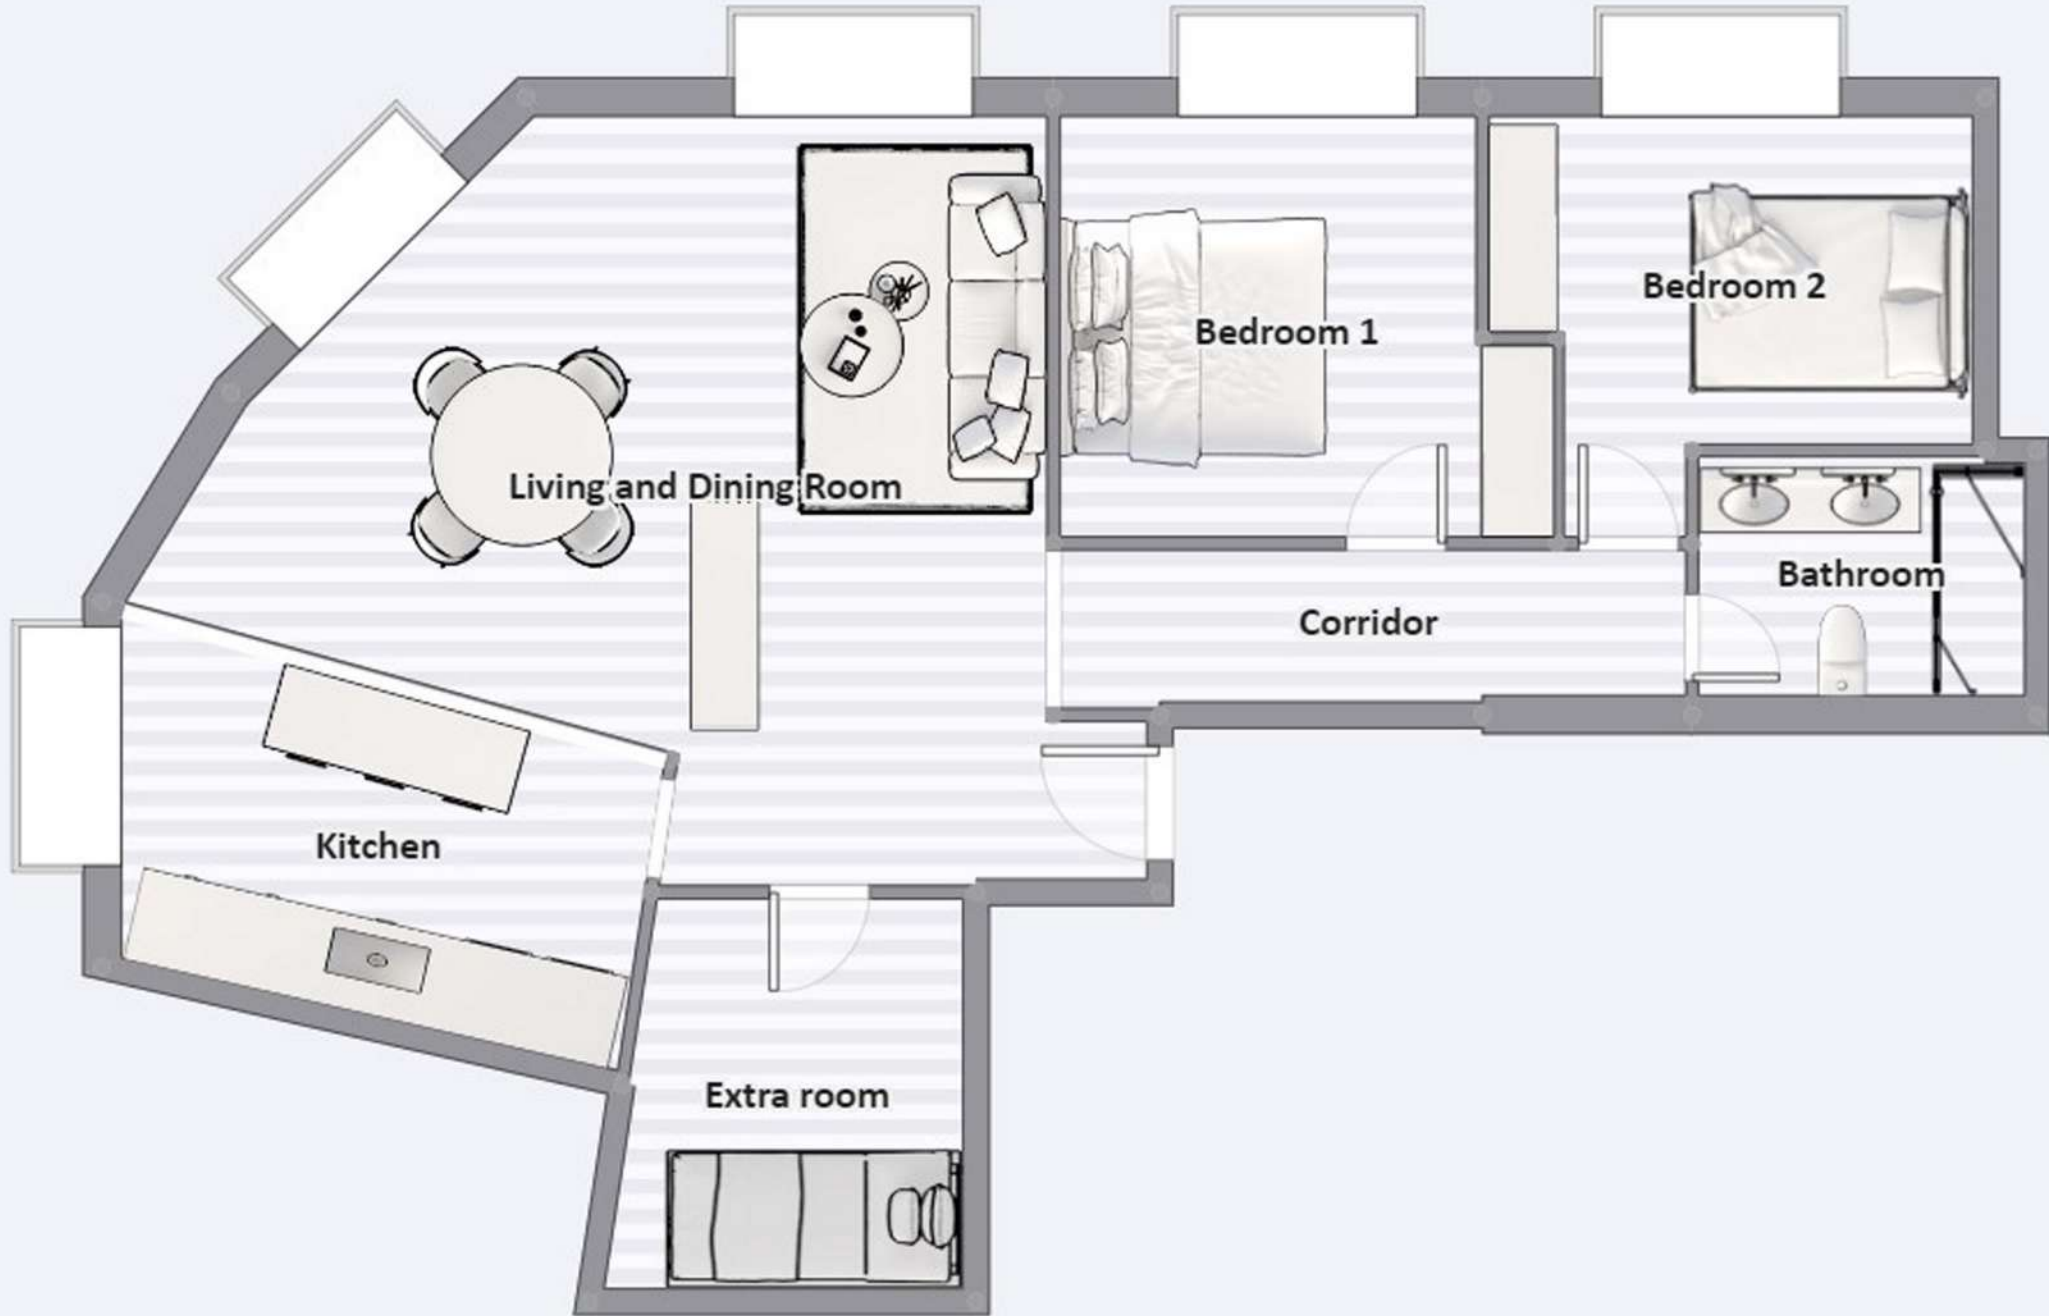 Bedroom 2
Bedroom 1
Living and Dining Room
Bathroom
Corridor
Kitchen
Extra room